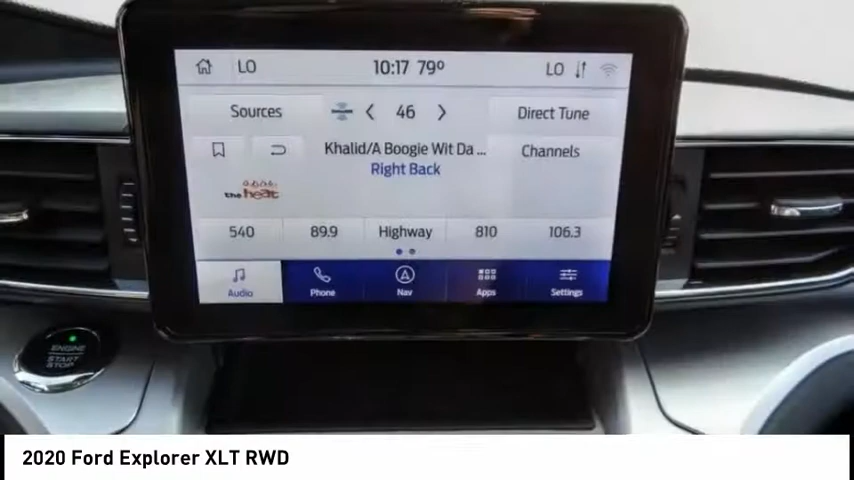 LO 10:17 79° LO
Sources 46 Direct Tune
Khalid/A Boogie Wit Da ... Channels
Right Back
the heat
540 89.9 Highway 810 106.3
Audio Phone Nav Apps Settings
ENGINE
START
STOP
2020 Ford Explorer XLT RWD